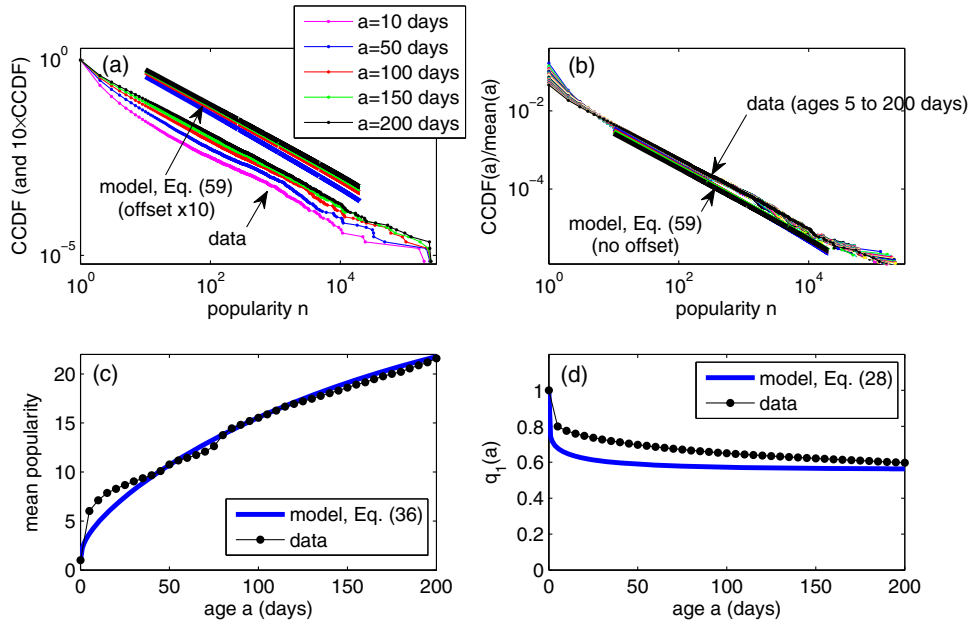 (a)
a=10 days
a=50 days
a=100 days
a=150 days
a=200 days
model, Eq. (59)
(offset x10)
data
10^0
10^−5
CCDF (and 10×CCDF)
10^0
10^2
10^4
popularity n
(b)
data (ages 5 to 200 days)
model, Eq. (59)
(no offset)
10^−2
10^−4
CCDF(a)/mean(a)
10^0
10^2
10^4
popularity n
(c)
model, Eq. (36)
data
20
15
10
5
0
mean popularity
0
50
100
150
200
age a (days)
(d)
model, Eq. (28)
data
1
0.8
0.6
0.4
0.2
0
q_1(a)
0
50
100
150
200
age a (days)